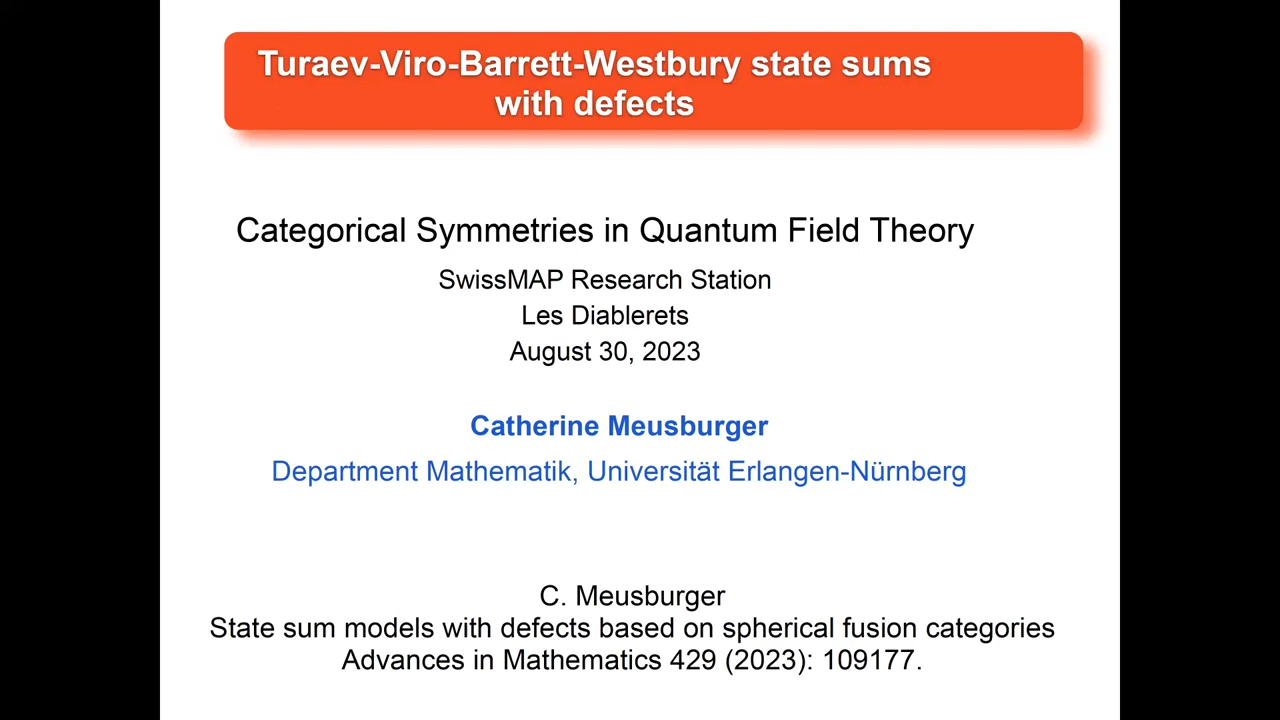 Turaev-Viro-Barrett-Westbury state sums
with defects
Categorical Symmetries in Quantum Field Theory
SwissMAP Research Station
Les Diablerets
August 30, 2023
Catherine Meusburger
Department Mathematik, Universität Erlangen-Nürnberg
C. Meusburger
State sum models with defects based on spherical fusion categories
Advances in Mathematics 429 (2023): 109177.